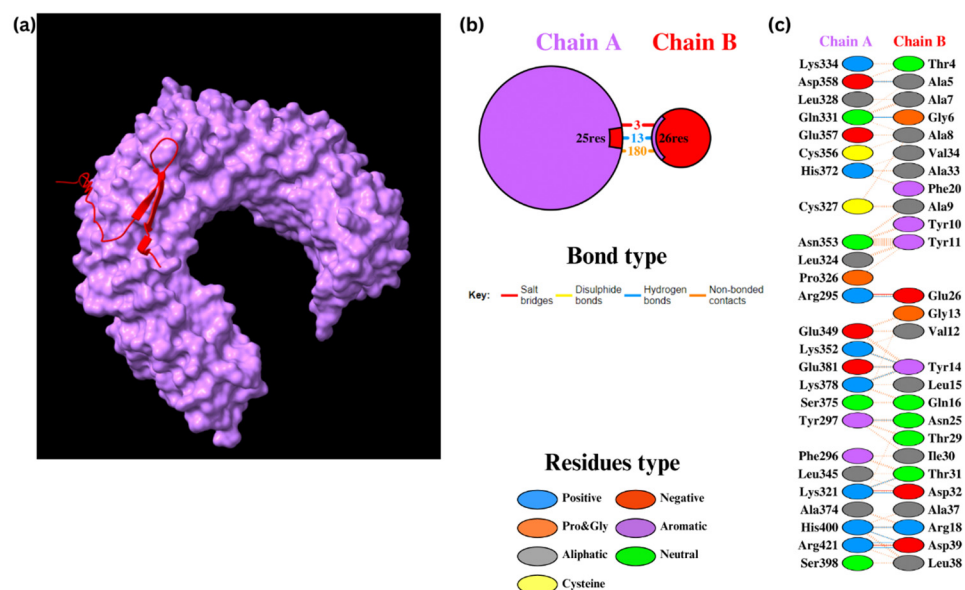 (a)
(b)
Chain A Chain B
25res
3
13
180
26res
Bond type
Key: Salt bridges Disulphide bonds Hydrogen bonds Non-bonded contacts
Residues type
Positive Negative
Pro&Gly Aromatic
Aliphatic Neutral
Cysteine
(c)
Chain A Chain B
Lys334 Thr4
Asp358 Ala5
Leu328 Ala7
Gln331 Gly6
Glu357 Ala8
Cys356 Val34
His372 Ala33
Phe20
Cys327 Ala9
Tyr10
Asn353 Tyr11
Leu324
Pro326
Arg295 Glu26
Gly13
Glu349 Val12
Lys352
Glu381 Tyr14
Lys378 Leu15
Ser375 Gln16
Tyr297 Asn25
Thr29
Phe296 Ile30
Leu345 Thr31
Lys321 Asp32
Ala374 Ala37
His400 Arg18
Arg421 Asp39
Ser398 Leu38